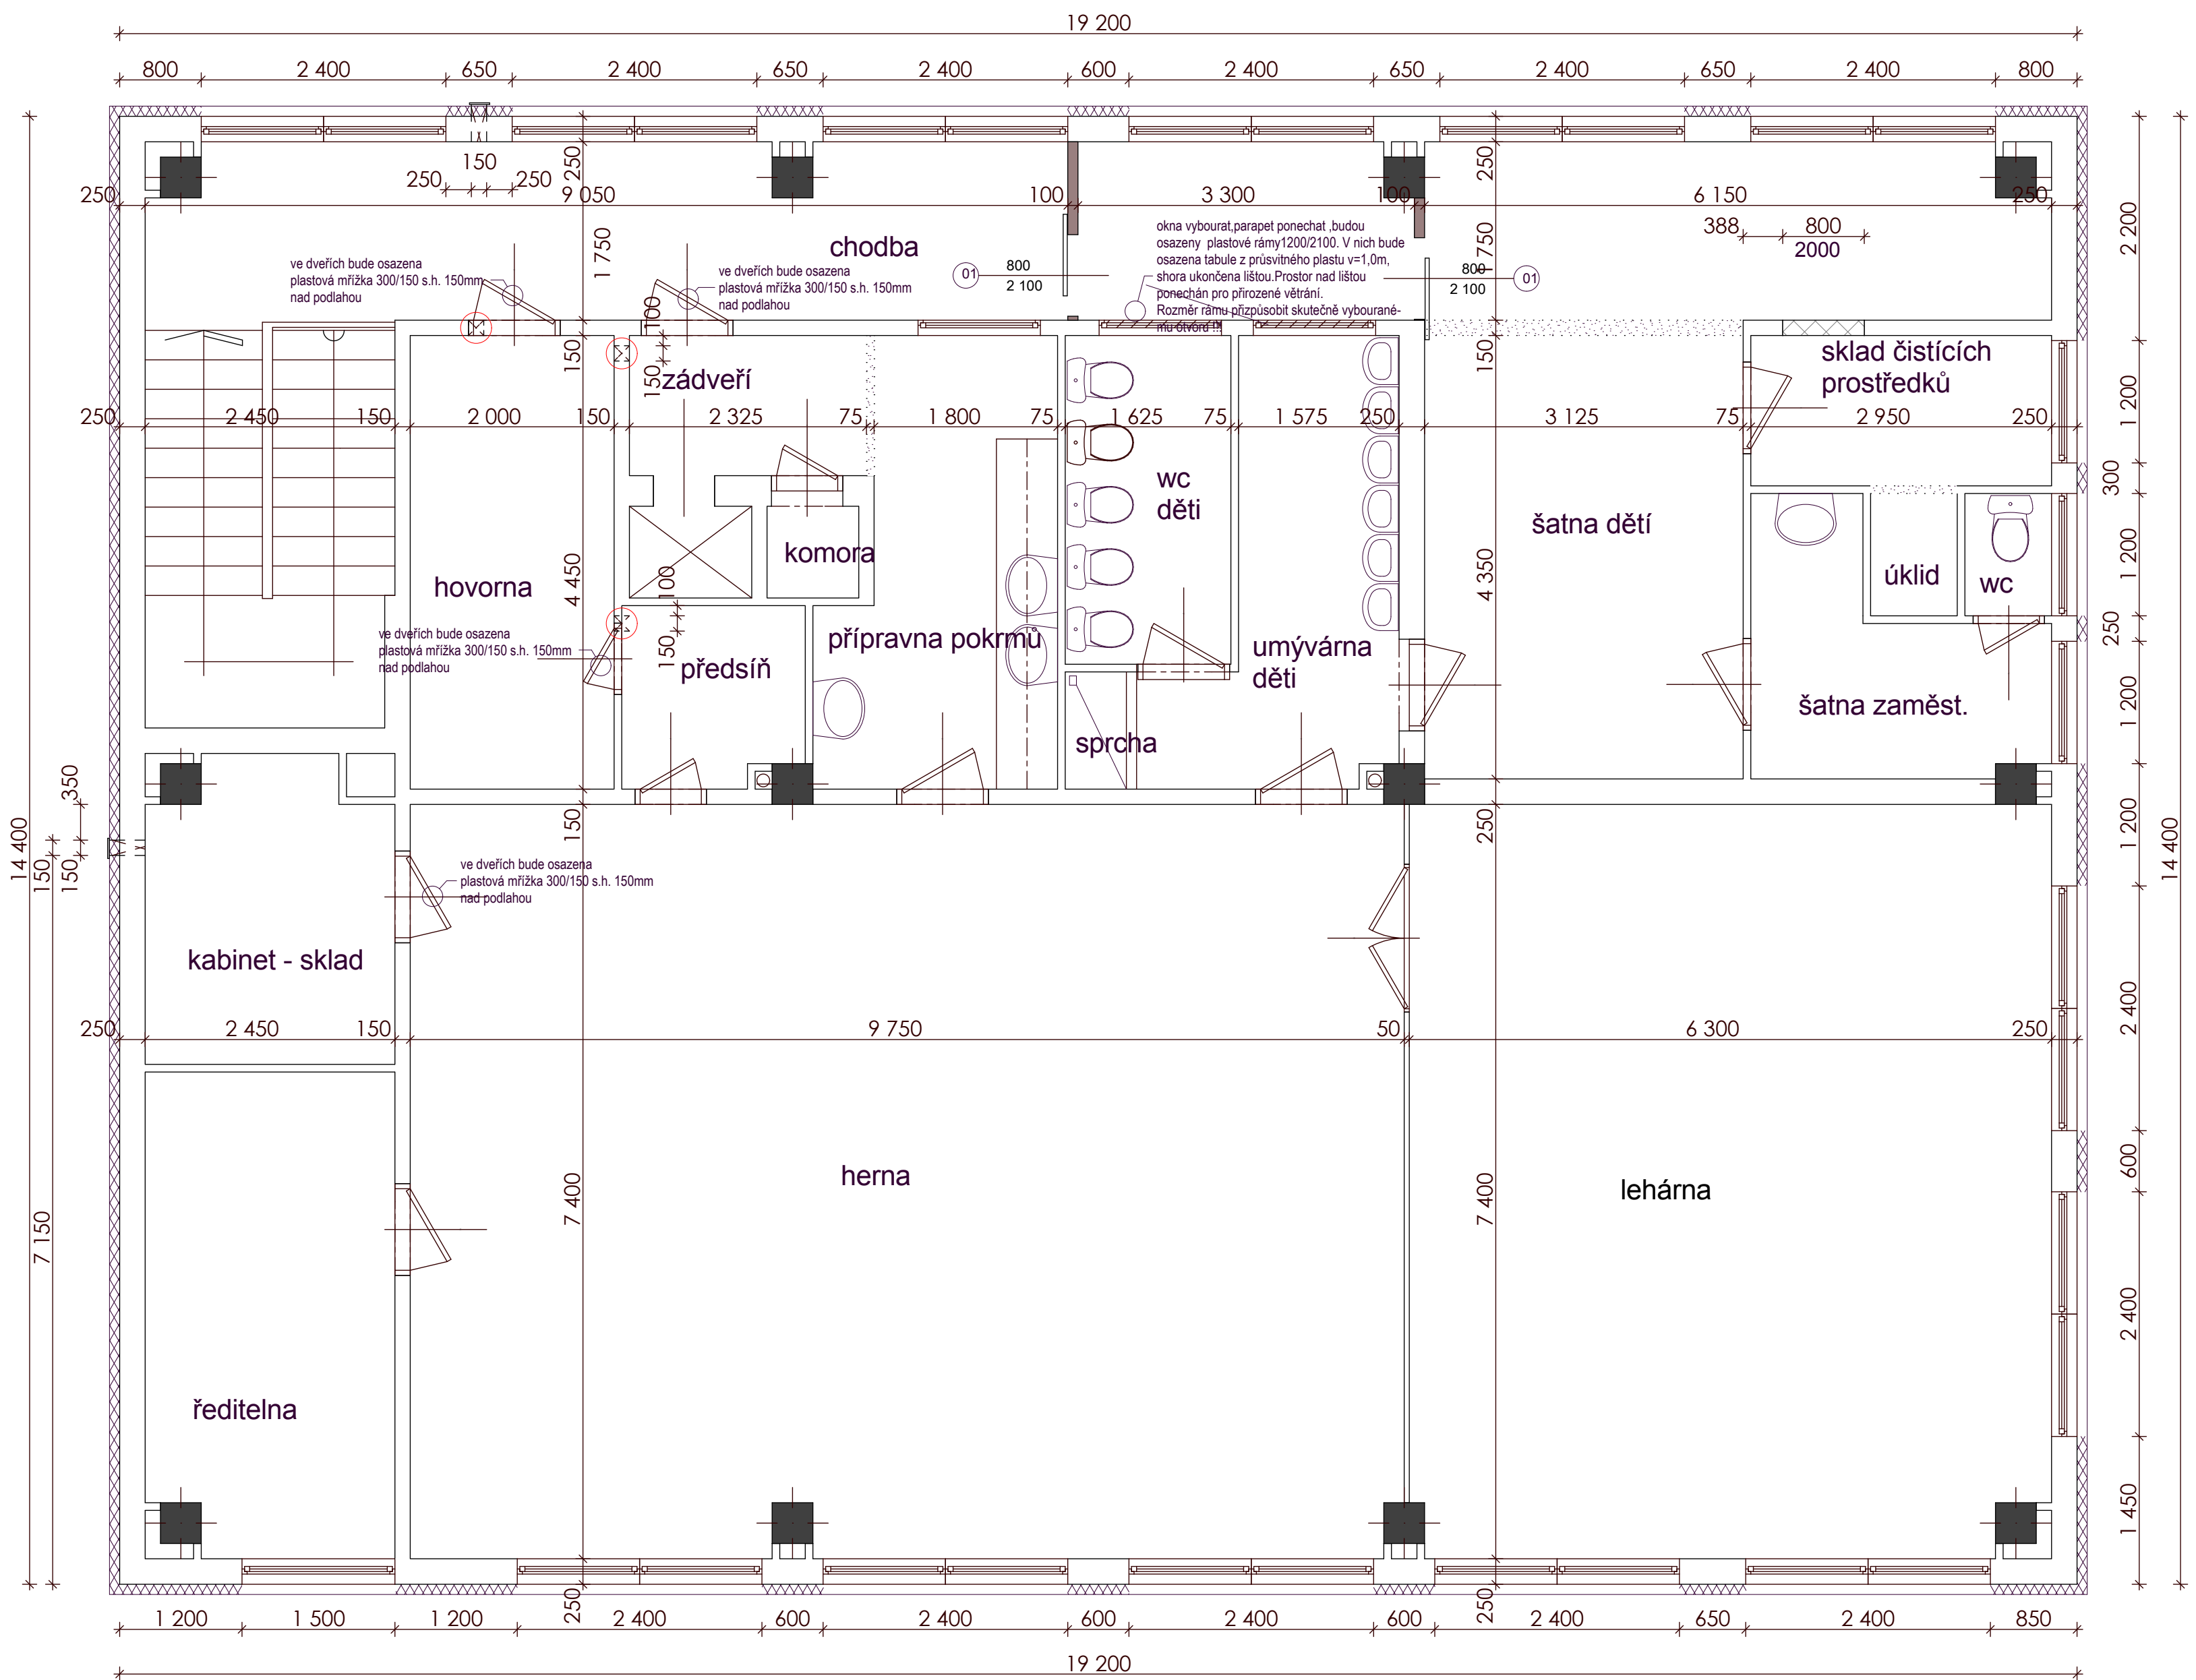 19 200
800 2 400 650 2 400 650 2 400 600 2 400 650 2 400 650 2 400 800
150
250 250
250
250
250 9 050 100 3 300 100 6 150 250
388 800
2000
1 750
1 750
chodba
ve dveřích bude osazena
plastová mřížka 300/150 s.h. 150mm
nad podlahou
ve dveřích bude osazena
plastová mřížka 300/150 s.h. 150mm
nad podlahou
01
800
2 100
okna vybourat,parapet ponechat ,budou
osazeny plastové rámy1200/2100. V nich bude
osazena tabule z průsvitného plastu v=1,0m,
shora ukončena lištou.Prostor nad lištou
ponechán pro přirozené větrání.
Rozměr rámu přizpůsobit skutečně vybourané-
mu otvoru !!!
800
2 100
01
100
150
150
150
zádveří
sklad čistících
prostředků
250 2 450 150 2 000 150 2 325 75 1 800 75 1 625 75 1 575 250 3 125 75 2 950 250
wc
děti
šatna dětí
komora
hovorna
4 450
100
150
4 350
úklid
wc
ve dveřích bude osazena
plastová mřížka 300/150 s.h. 150mm
nad podlahou
předsíň
přípravna pokrmů
umývárna
děti
šatna zaměst.
sprcha
150
250
ve dveřích bude osazena
plastová mřížka 300/150 s.h. 150mm
nad podlahou
kabinet - sklad
250 2 450 150 9 750 50 6 300 250
herna
lehárna
7 400
7 400
ředitelna
14 400
7 150
150
150
350
2 200
1 200
300
1 200
250
1 200
1 200
2 400
600
2 400
1 450
14 400
250
250
1 200 1 500 1 200 2 400 600 2 400 600 2 400 600 2 400 650 2 400 850
19 200